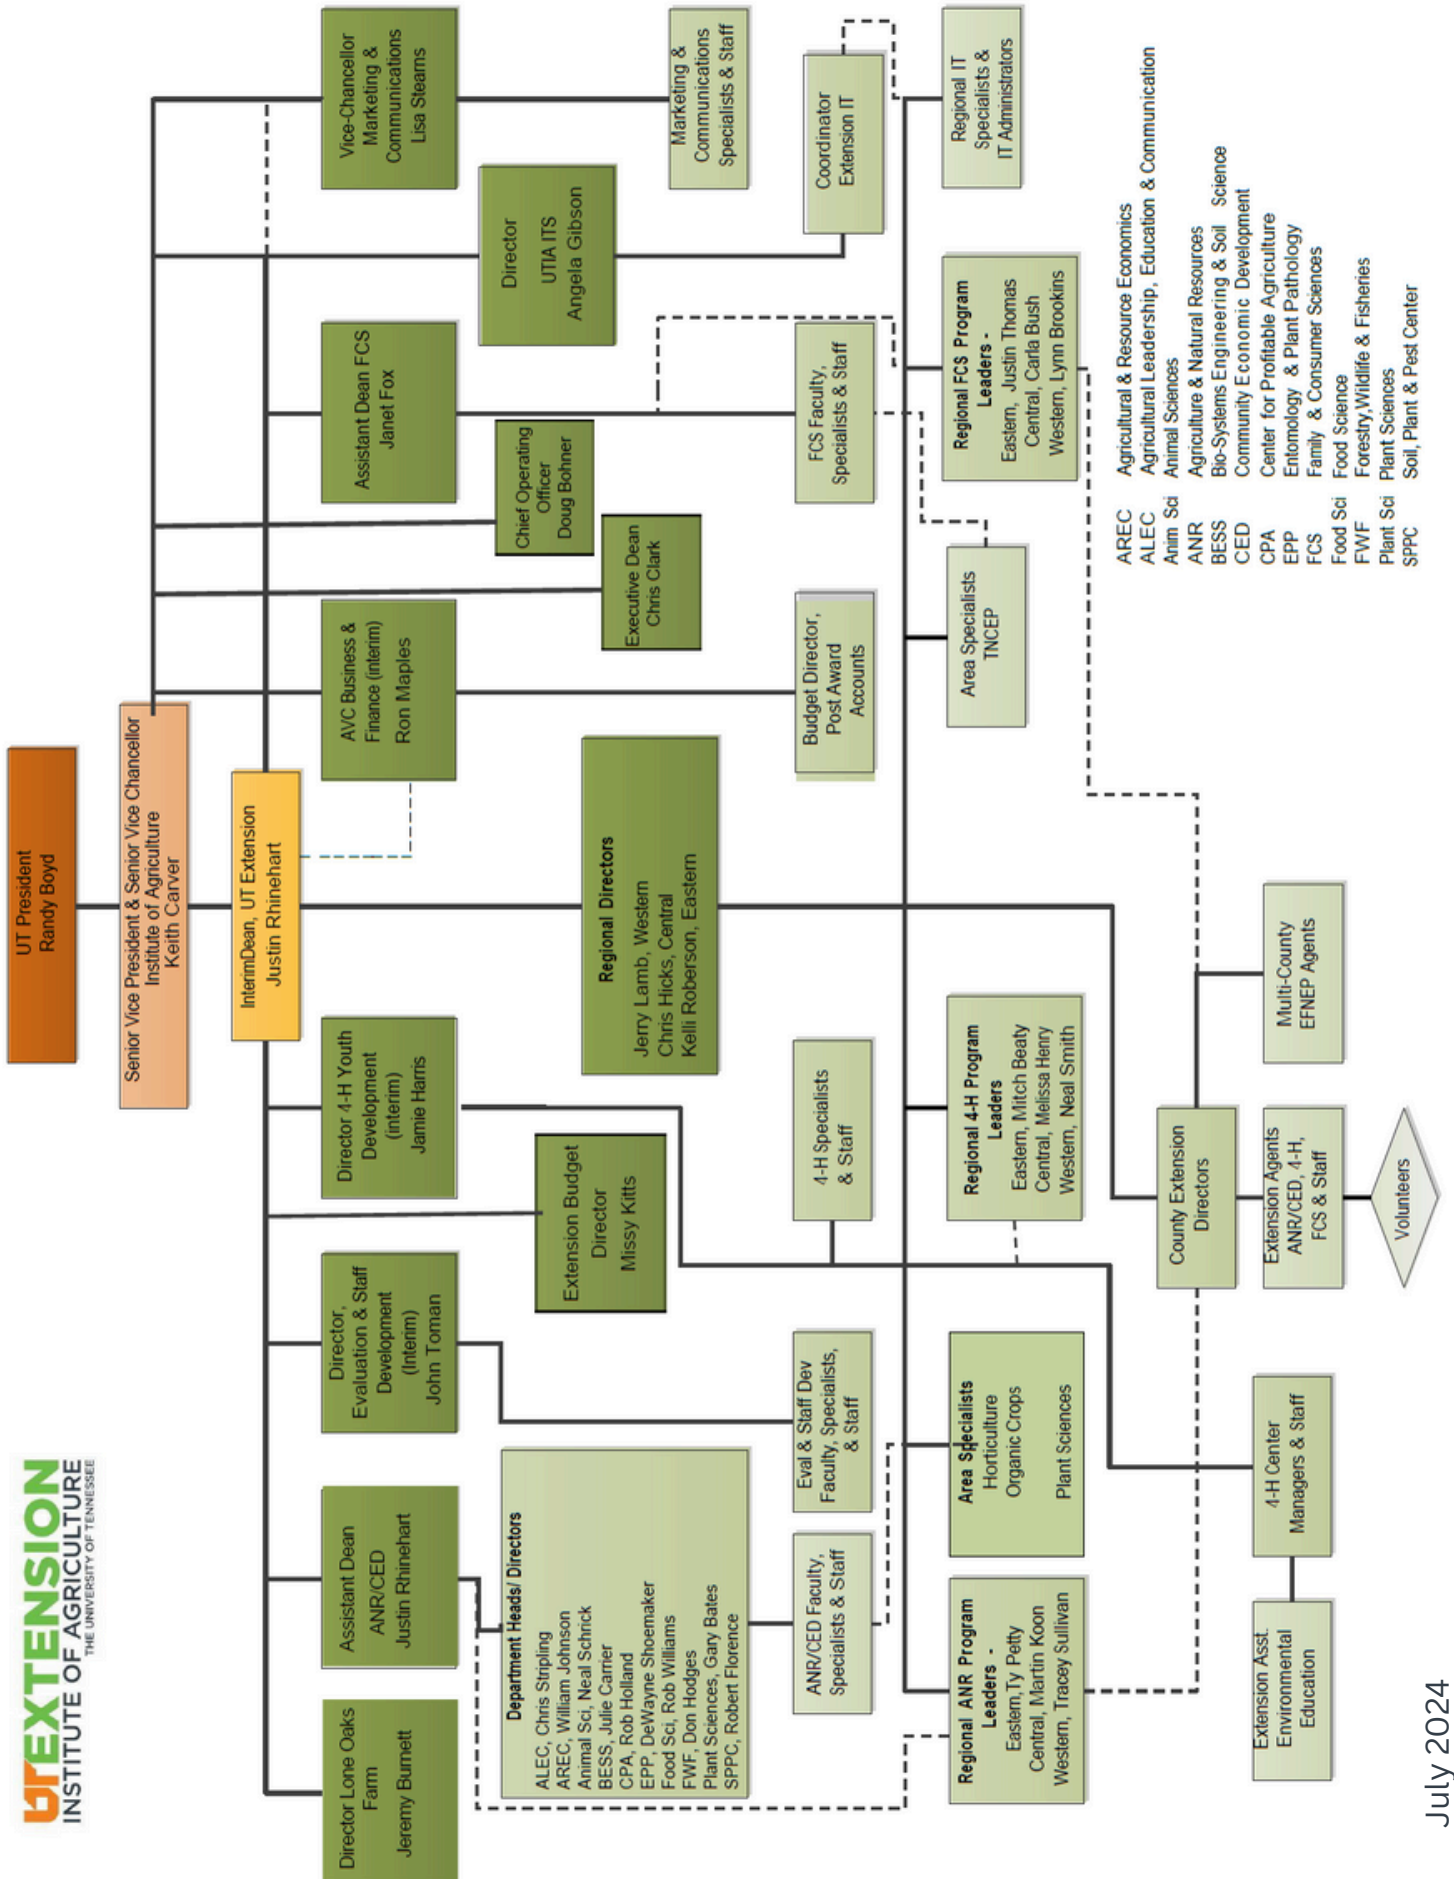 UTEXTENSION
INSTITUTE OF AGRICULTURE
THE UNIVERSITY OF TENNESSEE
UT President
Randy Boyd
Senior Vice President & Senior Vice Chancellor
Institute of Agriculture
Keith Carver
InterimDean, UT Extension
Justin Rhinehart
Director Lone Oaks
Farm
Jeremy Burnett
Assistant Dean
ANR/CED
Justin Rhinehart
Director,
Evaluation & Staff
Development
(Interim)
John Toman
Director 4-H Youth
Development
(interim)
Jamie Harris
AVC Business &
Finance (interim)
Ron Maples
Assistant Dean FCS
Janet Fox
Vice-Chancellor
Marketing &
Communications
Lisa Stearns
Extension Budget
Director
Missy Kitts
Chief Operating
Officer
Doug Bohner
Executive Dean
Chris Clark
Director
UTIA ITS
Angela Gibson
Department Heads/ Directors
ALEC, Chris Stripling
AREC, William Johnson
Animal Sci, Neal Schrick
BESS, Julie Carrier
CPA, Rob Holland
EPP, DeWayne Shoemaker
Food Sci, Rob Williams
FWF, Don Hodges
Plant Sciences, Gary Bates
SPPC, Robert Florence
Regional Directors
Jerry Lamb, Western
Chris Hicks, Central
Kelli Roberson, Eastern
Marketing &
Communications
Specialists & Staff
ANR/CED Faculty,
Specialists & Staff
Eval & Staff Dev
Faculty, Specialists,
& Staff
4-H Specialists
& Staff
Budget Director,
Post Award
Accounts
FCS Faculty,
Specialists & Staff
Coordinator
Extension IT
Regional ANR Program
Leaders -
Eastern,Ty Petty
Central, Martin Koon
Western, Tracey Sullivan
Area Specialists
Horticulture
Organic Crops
Plant Sciences
Regional 4-H Program
Leaders
Eastern, Mitch Beaty
Central, Melissa Henry
Western, Neal Smith
Area Specialists
TNCEP
Regional FCS Program
Leaders -
Eastern, Justin Thomas
Central, Carla Bush
Western, Lynn Brookins
Regional IT
Specialists &
IT Administrators
County Extension
Directors
Extension Asst.
Environmental
Education
4-H Center
Managers & Staff
Extension Agents
ANR/CED, 4-H,
FCS & Staff
Multi-County
EFNEP Agents
Volunteers
AREC Agricultural & Resource Economics
ALEC Agricultural Leadership, Education & Communication
Anim Sci Animal Sciences
ANR Agriculture & Natural Resources
BESS Bio-Systems Engineering & Soil Science
CED Community Economic Development
CPA Center for Profitable Agriculture
EPP Entomology & Plant Pathology
FCS Family & Consumer Sciences
Food Sci Food Science
FWF Forestry,Wildlife & Fisheries
Plant Sci Plant Sciences
SPPC Soil, Plant & Pest Center
July 2024